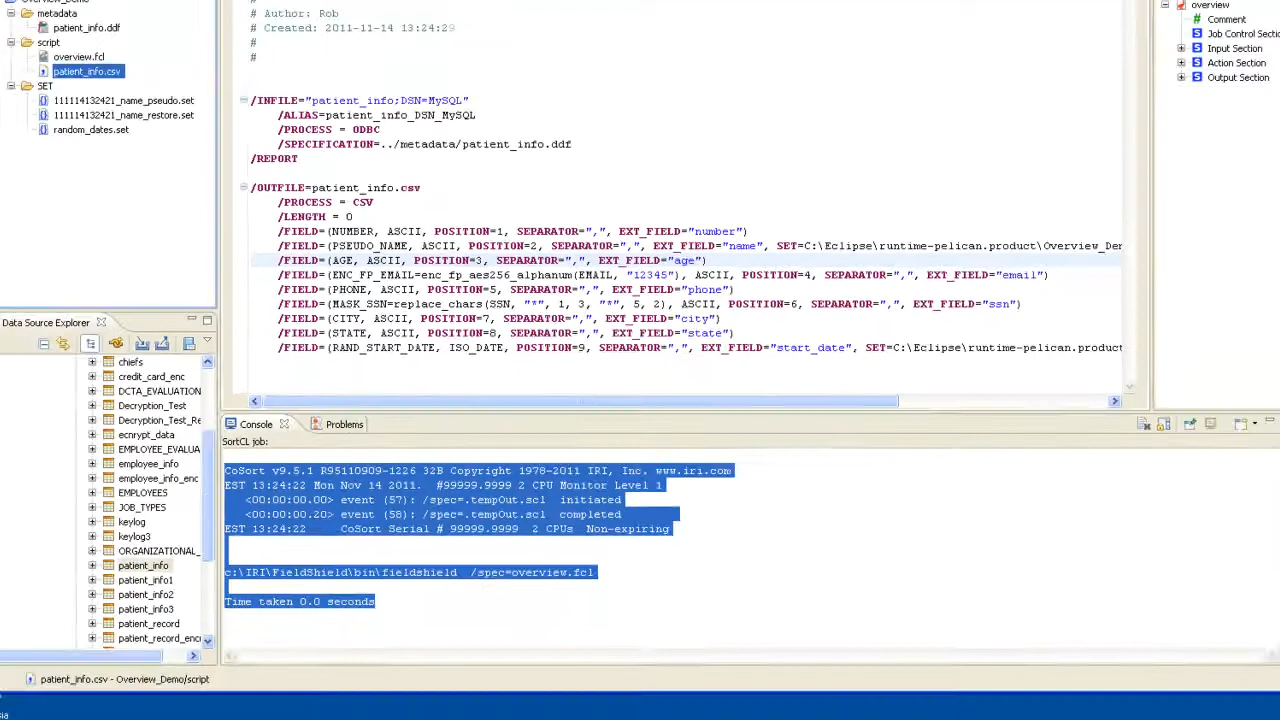 Overview_Demo
metadata
patient_info.ddf
script
overview.fcl
patient_info.csv
SET
111114132421_name_pseudo.set
111114132421_name_restore.set
random_dates.set
# Author: Rob
# Created: 2011-11-14 13:24:29
#
#
/INFILE="patient_info;DSN=MySQL"
/ALIAS=patient_info_DSN_MySQL
/PROCESS = ODBC
/SPECIFICATION=../metadata/patient_info.ddf
/REPORT
/OUTFILE=patient_info.csv
/PROCESS = CSV
/LENGTH = 0
/FIELD=(NUMBER, ASCII, POSITION=1, SEPARATOR=",", EXT_FIELD="number")
/FIELD=(PSEUDO_NAME, ASCII, POSITION=2, SEPARATOR=",", EXT_FIELD="name", SET=C:\Eclipse\runtime-pelican.product\Overview_De
/FIELD=(AGE, ASCII, POSITION=3, SEPARATOR=",", EXT_FIELD="age")
/FIELD=(ENC_FP_EMAIL=enc_fp_aes256_alphanum(EMAIL, "12345"), ASCII, POSITION=4, SEPARATOR=",", EXT_FIELD="email")
/FIELD=(PHONE, ASCII, POSITION=5, SEPARATOR=",", EXT_FIELD="phone")
/FIELD=(MASK_SSN=replace_chars(SSN, "*", 1, 3, "*", 5, 2), ASCII, POSITION=6, SEPARATOR=",", EXT_FIELD="ssn")
/FIELD=(CITY, ASCII, POSITION=7, SEPARATOR=",", EXT_FIELD="city")
/FIELD=(STATE, ASCII, POSITION=8, SEPARATOR=",", EXT_FIELD="state")
/FIELD=(RAND_START_DATE, ISO_DATE, POSITION=9, SEPARATOR=",", EXT_FIELD="start_date", SET=C:\Eclipse\runtime-pelican.product
overview
Comment
Job Control Sectic
Input Section
Action Section
Output Section
Data Source Explorer
chiefs
credit_card_enc
DCTA_EVALUATION
Decryption_Test
Decryption_Test_Re
ecnrypt_data
EMPLOYEE_EVALUA
employee_info
employee_info_enc
EMPLOYEES
JOB_TYPES
keylog
keylog3
ORGANIZATIONAL_
patient_info
patient_info1
patient_info2
patient_info3
patient_record
patient_record_enc
Console
Problems
SortCL job:
CoSort v9.5.1 R95110909-1226 32B Copyright 1978-2011 IRI, Inc. www.iri.com
EST 13:24:22 Mon Nov 14 2011. #99999.9999 2 CPU Monitor Level 1
<00:00:00.00> event (57): /spec=.tempOut.scl initiated
<00:00:00.20> event (58): /spec=.tempOut.scl completed
EST 13:24:22 CoSort Serial # 99999.9999 2 CPUs Non-expiring
c:\IRI\FieldShield\bin\fieldshield /spec=overview.fcl
Time taken 0.0 seconds
patient_info.csv - Overview_Demo/script